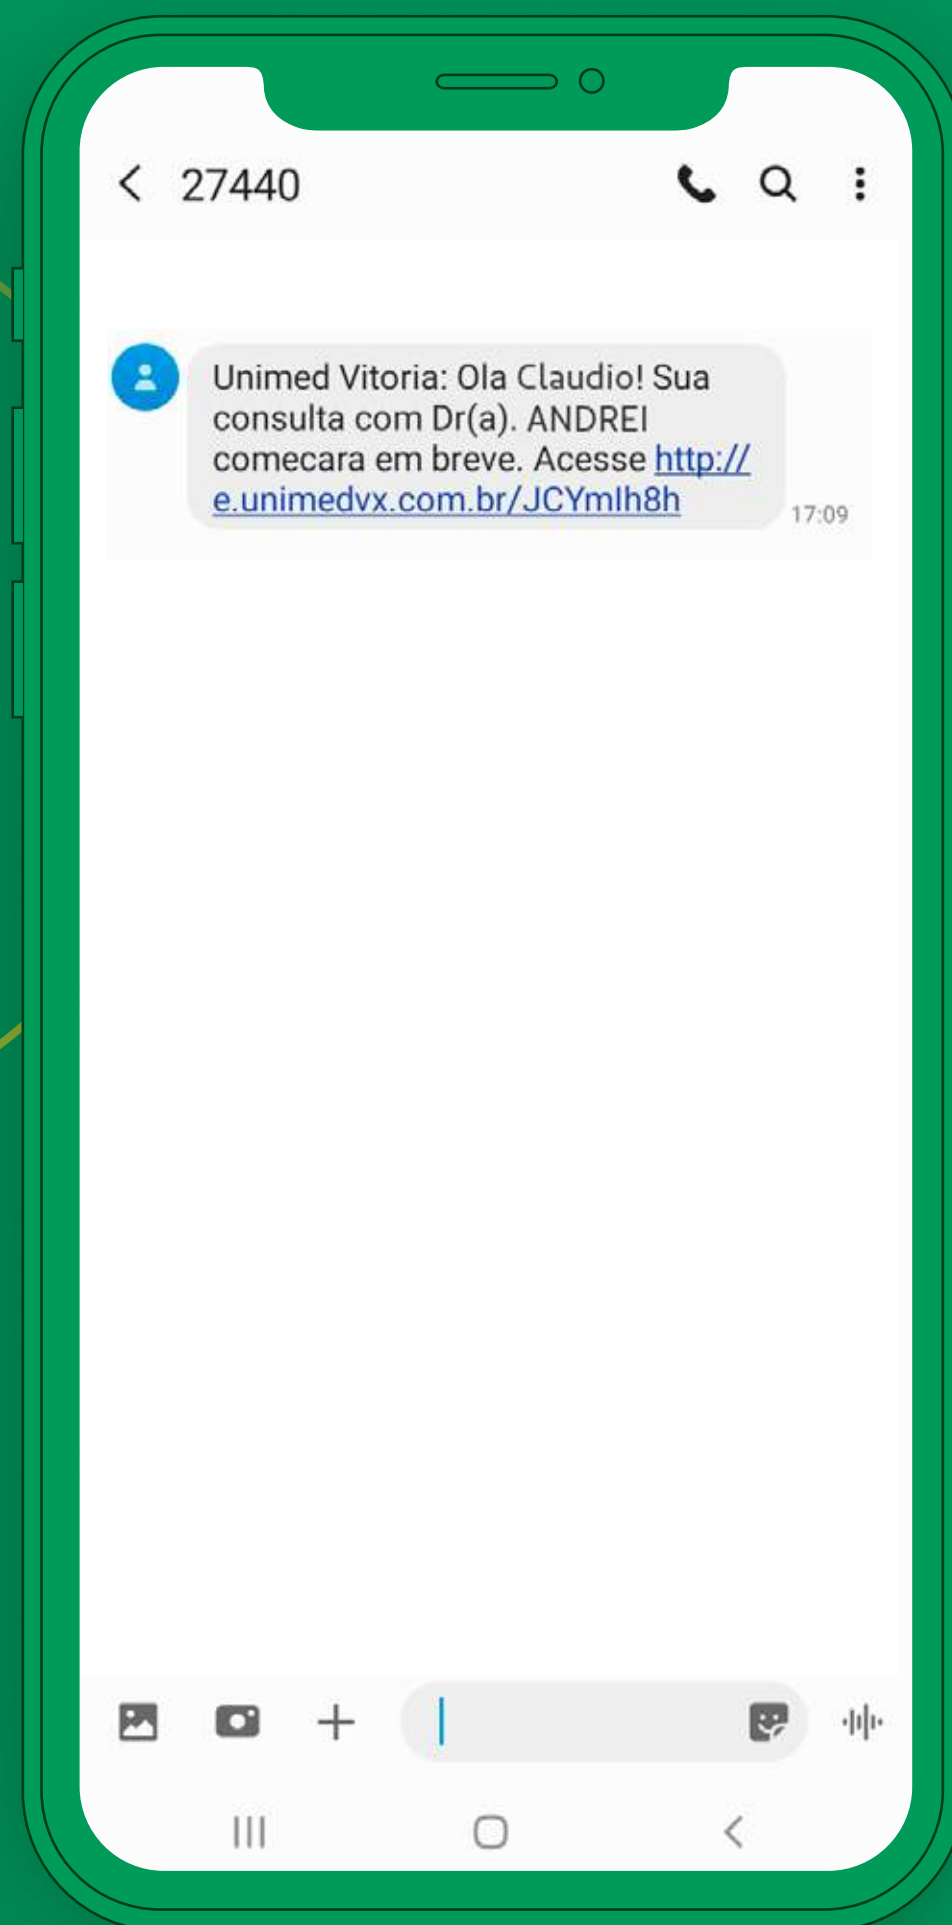 27440
Unimed Vitoria: Ola Claudio! Sua
consulta com Dr(a). ANDREI
comecara em breve. Acesse http://
e.unimedvx.com.br/JCYmIh8h
17:09